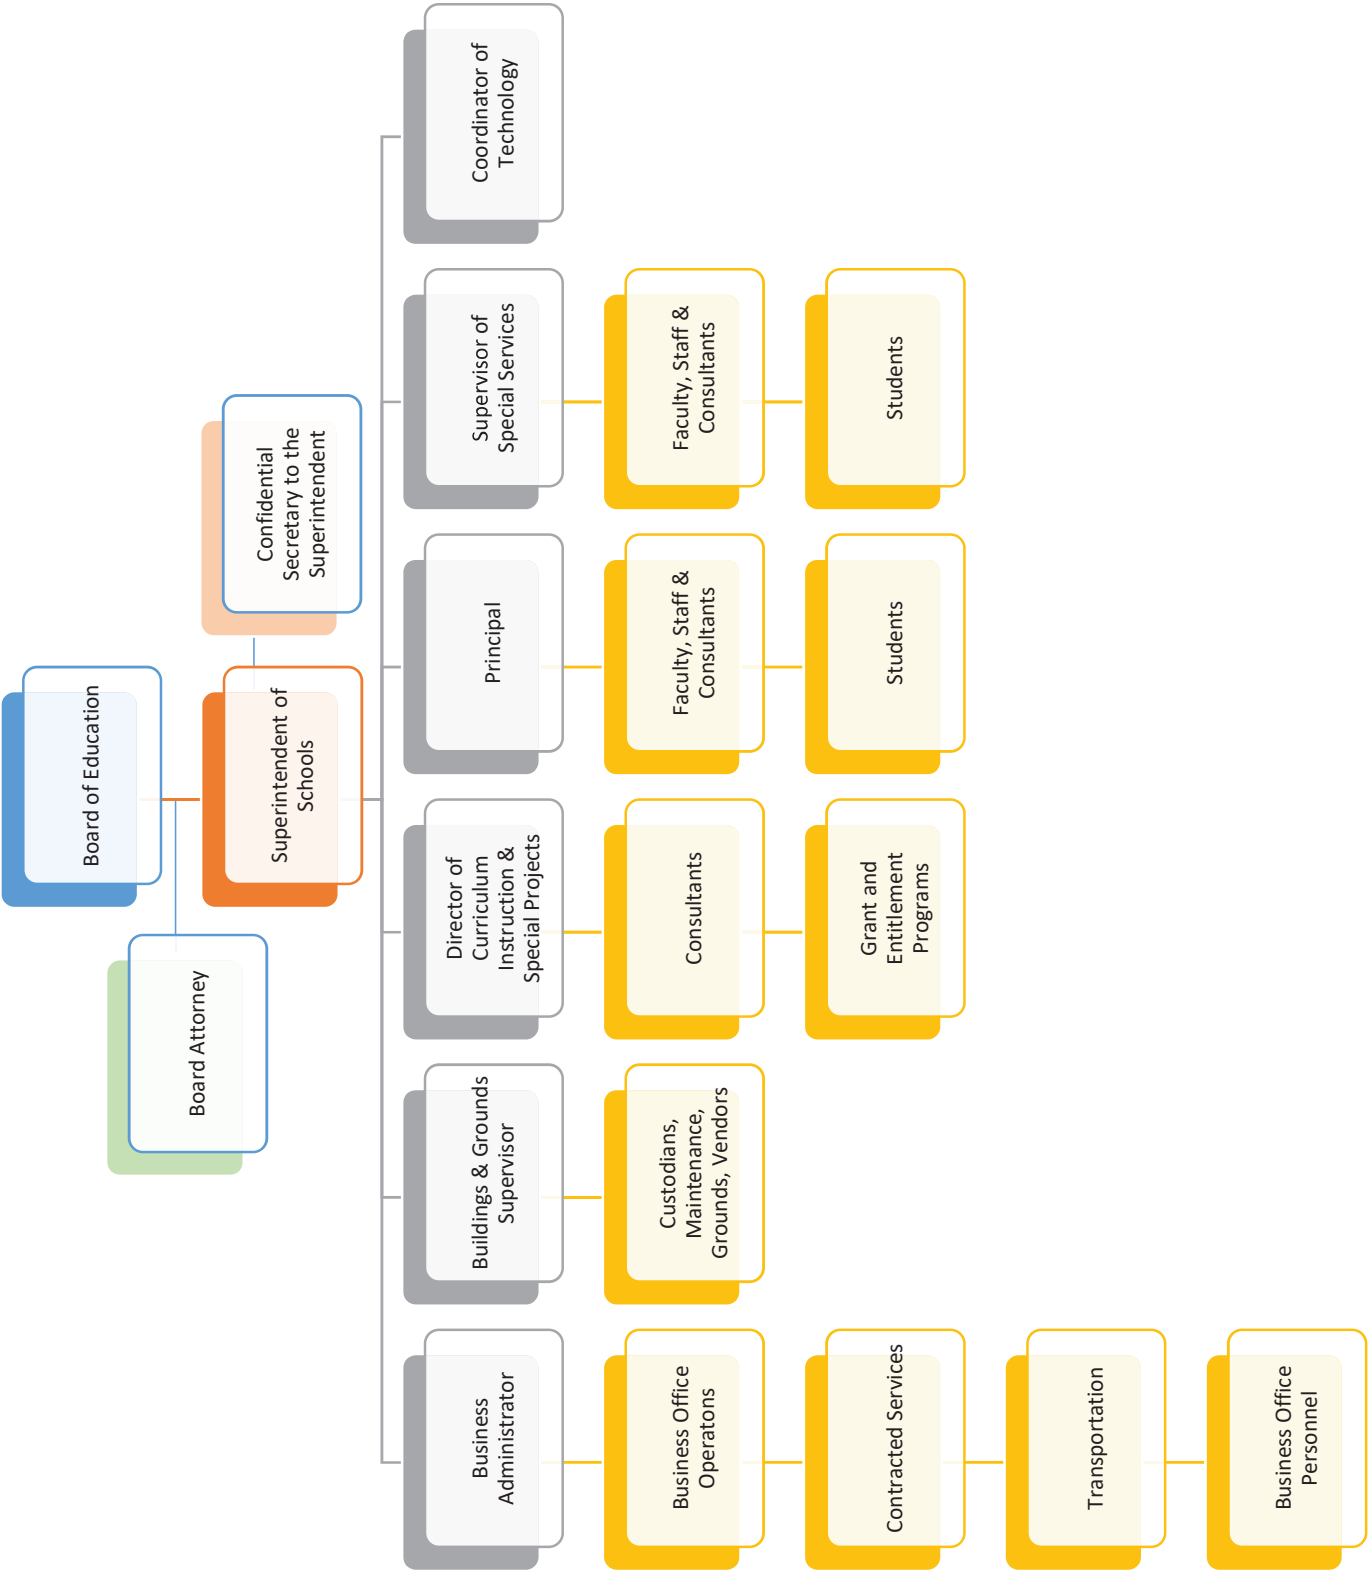 Board of Education
Board Attorney
Superintendent of
Schools
Confidential
Secretary to the
Superintendent
Business
Administrator
Buildings & Grounds
Supervisor
Director of
Curriculum
Instruction &
Special Projects
Principal
Supervisor of
Special Services
Coordinator of
Technology
Business Office
Operatons
Custodians,
Maintenance,
Grounds, Vendors
Consultants
Faculty, Staff &
Consultants
Faculty, Staff &
Consultants
Contracted Services
Grant and
Entitlement
Programs
Students
Students
Transportation
Business Office
Personnel